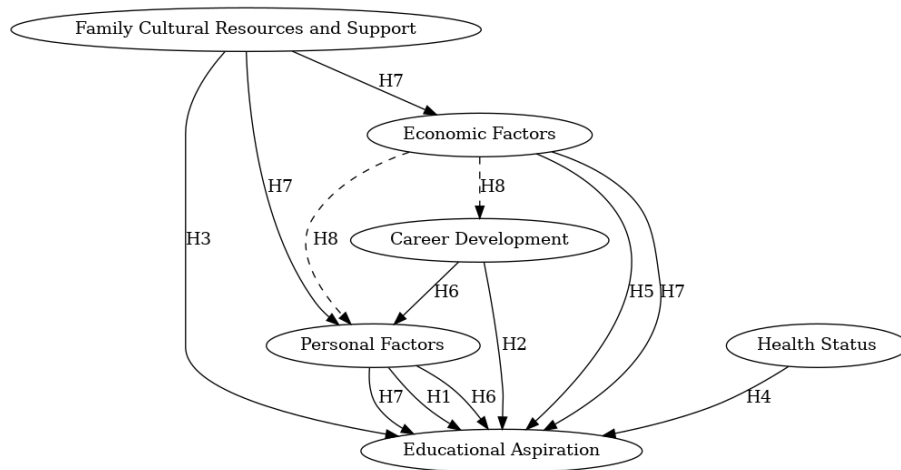 Family Cultural Resources and Support
H7
Economic Factors
H7
H8
H3
H8
Career Development
H6
H5
H7
Personal Factors
H2
Health Status
H7
H1
H6
H4
Educational Aspiration